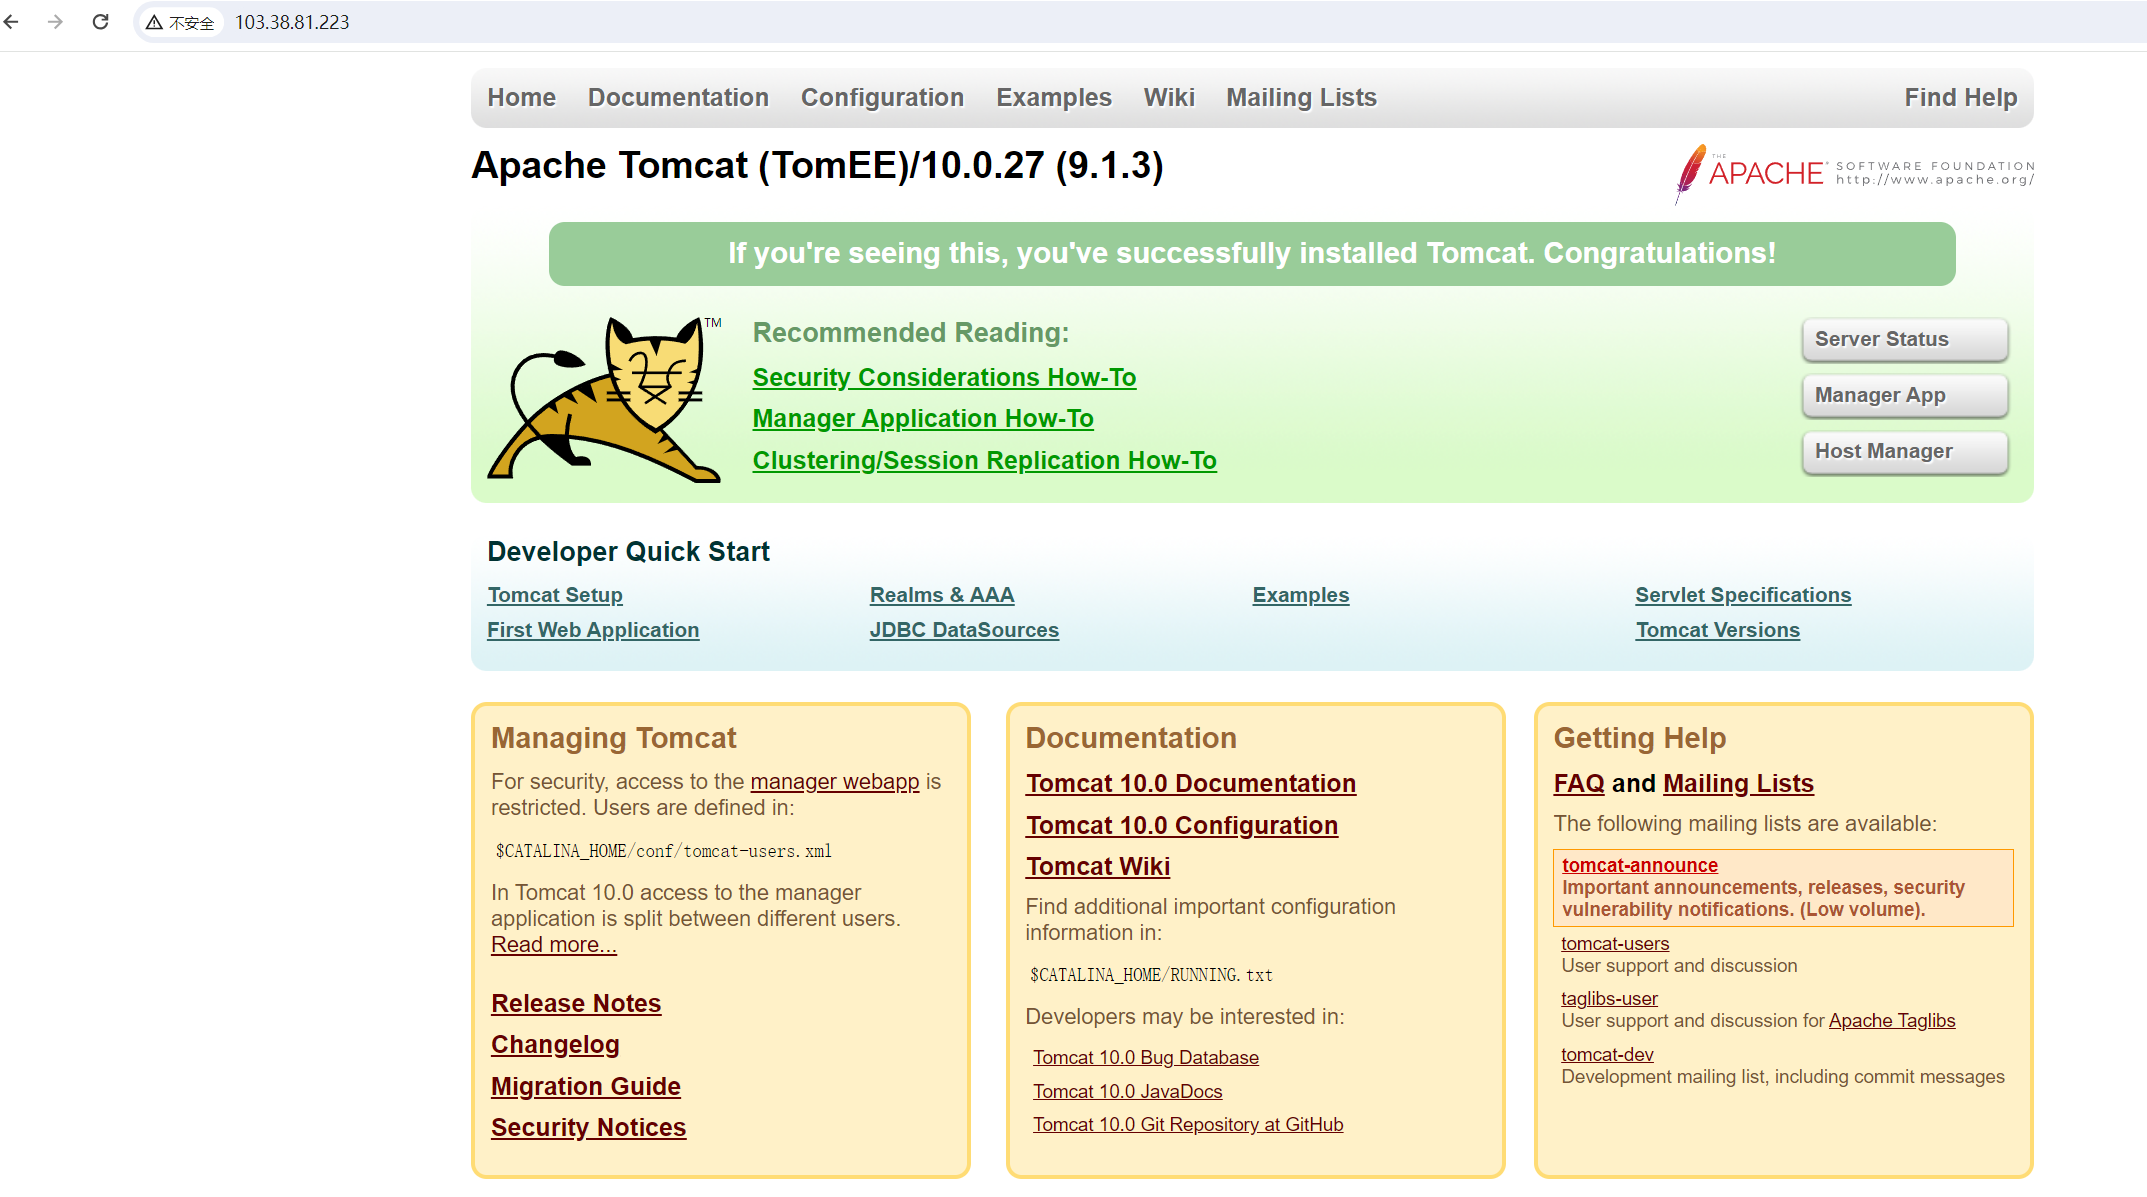 不安全 103.38.81.223
Home Documentation Configuration Examples Wiki Mailing Lists Find Help
Apache Tomcat (TomEE)/10.0.27 (9.1.3)
THE APACHE® SOFTWARE FOUNDATION
http://www.apache.org/
If you're seeing this, you've successfully installed Tomcat. Congratulations!
TM
Recommended Reading:
Security Considerations How-To
Manager Application How-To
Clustering/Session Replication How-To
Server Status
Manager App
Host Manager
Developer Quick Start
Tomcat Setup
First Web Application
Realms & AAA
JDBC DataSources
Examples
Servlet Specifications
Tomcat Versions
Managing Tomcat
For security, access to the manager webapp is
restricted. Users are defined in:
$CATALINA_HOME/conf/tomcat-users.xml
In Tomcat 10.0 access to the manager
application is split between different users.
Read more...
Release Notes
Changelog
Migration Guide
Security Notices
Documentation
Tomcat 10.0 Documentation
Tomcat 10.0 Configuration
Tomcat Wiki
Find additional important configuration
information in:
$CATALINA_HOME/RUNNING.txt
Developers may be interested in:
Tomcat 10.0 Bug Database
Tomcat 10.0 JavaDocs
Tomcat 10.0 Git Repository at GitHub
Getting Help
FAQ and Mailing Lists
The following mailing lists are available:
tomcat-announce
Important announcements, releases, security
vulnerability notifications. (Low volume).
tomcat-users
User support and discussion
taglibs-user
User support and discussion for Apache Taglibs
tomcat-dev
Development mailing list, including commit messages